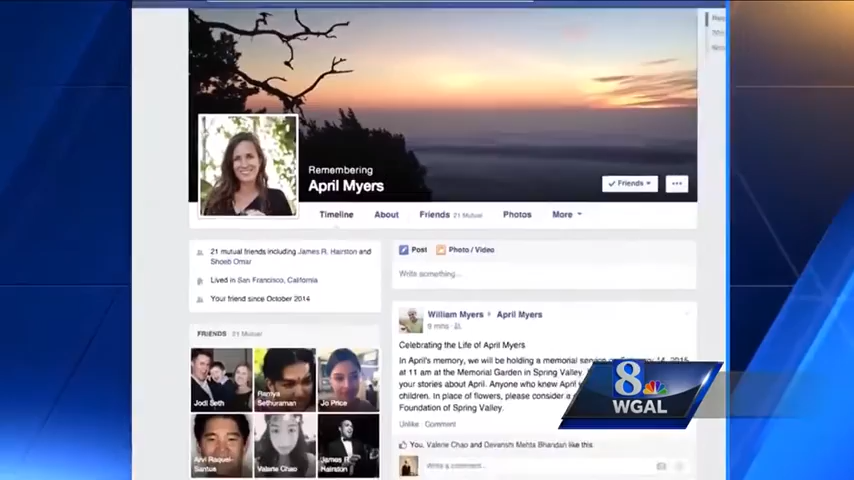 Remembering
April Myers
Friends
Timeline About Friends 21 Mutual Photos More
21 mutual friends including James R. Hairston and
Shoeb Omar
Lived in San Francisco, California
Your friend since October 2014
Post Photo / Video
Write something...
William Myers April Myers
8 mins
Celebrating the Life of April Myers
In April's memory, we will be holding a memorial service 14, 2015
at 11 am at the Memorial Garden in Spring Valley.
your stories about April. Anyone who knew April
children. In place of flowers, please consider a
Foundation of Spring Valley.
Unlike · Comment
You, Valerie Chao and Devanshi Mehta Bhandari like this
Write a comment...
FRIENDS · 21 Mutual
Jodi Seth
Ramya
Sethuraman
Jo Price
Santos
Valerie Chao
James R.
Hairston
8
WGAL